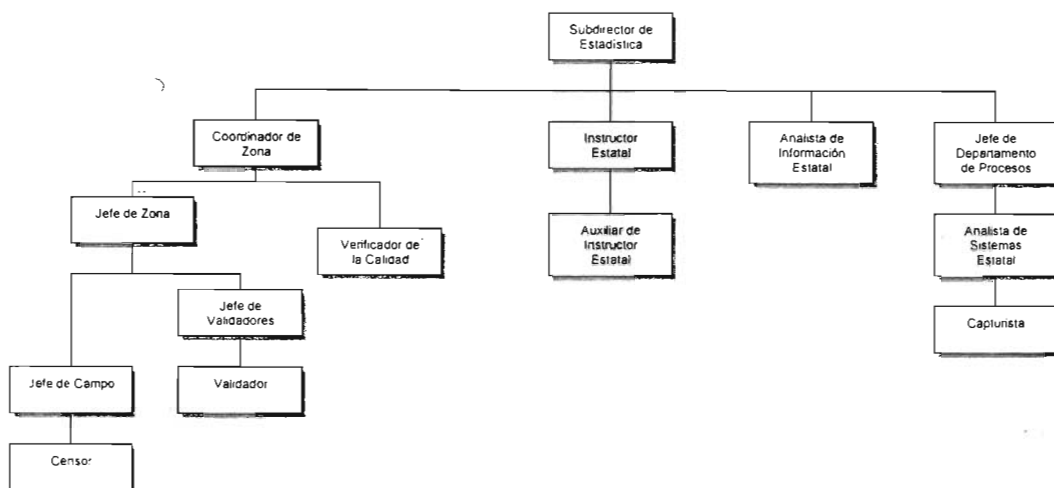 Subdirector de
Estadística
Coordinador de
Zona
Instructor
Estatal
Analista de
Información
Estatal
Jefe de
Departamento
de Procesos
Jefe de Zona
Verificador de
la Calidad
Auxiliar de
Instructor
Estatal
Analista de
Sistemas
Estatal
Jefe de
Validadores
Capturista
Jefe de Campo
Validador
Censor